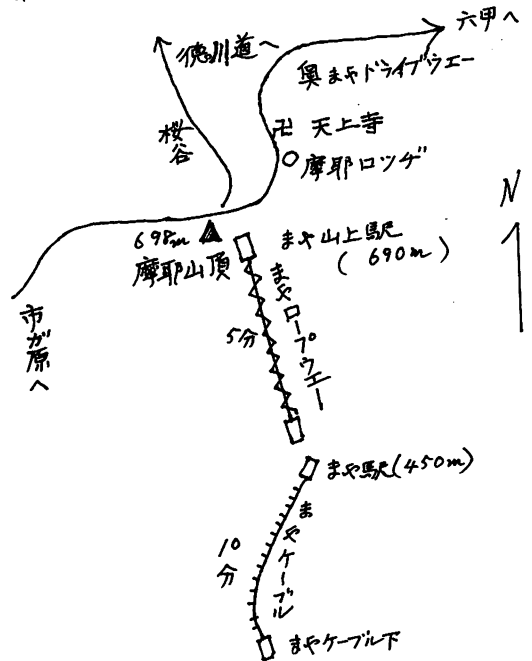 六甲へ
徳川道へ
奥まやドライブウエー
桜谷
卍 天上寺
摩耶ロッヂ
N
698m
摩耶山頂
まや山上駅
(690m)
市が原へ
5分
まやロープウエー
まや駅(450m)
10分
まやケーブル
まやケーブル下